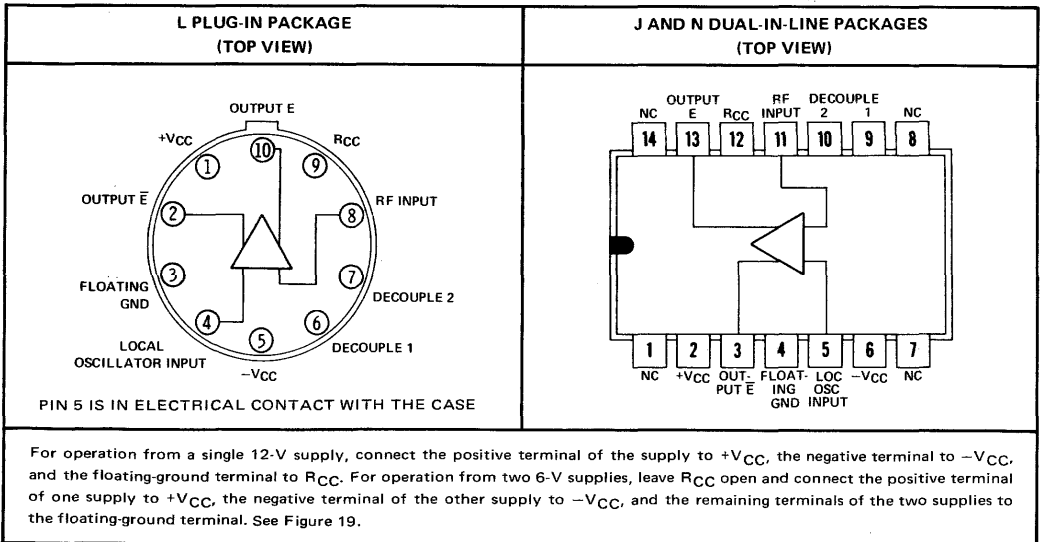 L PLUG-IN PACKAGE
(TOP VIEW)
OUTPUT E
+VCC
RCC
10
1
9
OUTPUT E̅
2
8
RF INPUT
3
7
FLOATING
GND
DECOUPLE 2
4
6
5
LOCAL
OSCILLATOR INPUT
DECOUPLE 1
−VCC
PIN 5 IS IN ELECTRICAL CONTACT WITH THE CASE
J AND N DUAL-IN-LINE PACKAGES
(TOP VIEW)
OUTPUT RF DECOUPLE
NC E RCC INPUT 2 1 NC
14 13 12 11 10 9 8
1 2 3 4 5 6 7
NC +VCC OUT- FLOAT- LOC −VCC NC
PUT E̅ ING OSC
GND INPUT
For operation from a single 12-V supply, connect the positive terminal of the supply to +VCC, the negative terminal to −VCC,
and the floating-ground terminal to RCC. For operation from two 6-V supplies, leave RCC open and connect the positive terminal
of one supply to +VCC, the negative terminal of the other supply to −VCC, and the remaining terminals of the two supplies to
the floating-ground terminal. See Figure 19.